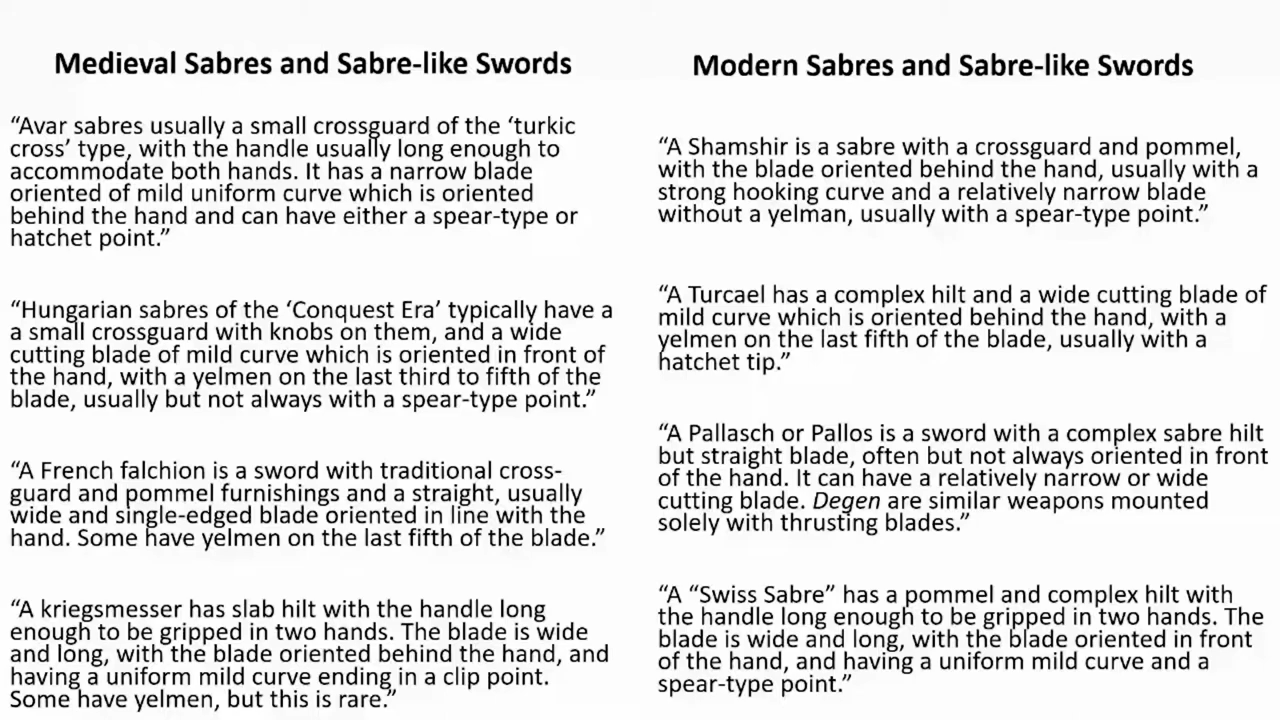 Medieval Sabres and Sabre-like Swords
“Avar sabres usually a small crossguard of the ‘turkic
cross’ type, with the handle usually long enough to
accommodate both hands. It has a narrow blade
oriented of mild uniform curve which is oriented
behind the hand and can have either a spear-type or
hatchet point.”
“Hungarian sabres of the ‘Conquest Era’ typically have a
a small crossguard with knobs on them, and a wide
cutting blade of mild curve which is oriented in front of
the hand, with a yelmen on the last third to fifth of the
blade, usually but not always with a spear-type point.”
“A French falchion is a sword with traditional cross-
guard and pommel furnishings and a straight, usually
wide and single-edged blade oriented in line with the
hand. Some have yelmen on the last fifth of the blade.”
“A kriegsmesser has slab hilt with the handle long
enough to be gripped in two hands. The blade is wide
and long, with the blade oriented behind the hand, and
having a uniform mild curve ending in a clip point.
Some have yelmen, but this is rare.”
Modern Sabres and Sabre-like Swords
“A Shamshir is a sabre with a crossguard and pommel,
with the blade oriented behind the hand, usually with a
strong hooking curve and a relatively narrow blade
without a yelman, usually with a spear-type point.”
“A Turcael has a complex hilt and a wide cutting blade of
mild curve which is oriented behind the hand, with a
yelmen on the last fifth of the blade, usually with a
hatchet tip.”
“A Pallasch or Pallos is a sword with a complex sabre hilt
but straight blade, often but not always oriented in front
of the hand. It can have a relatively narrow or wide
cutting blade. Degen are similar weapons mounted
solely with thrusting blades.”
“A “Swiss Sabre” has a pommel and complex hilt with
the handle long enough to be gripped in two hands. The
blade is wide and long, with the blade oriented in front
of the hand, and having a uniform mild curve and a
spear-type point.”